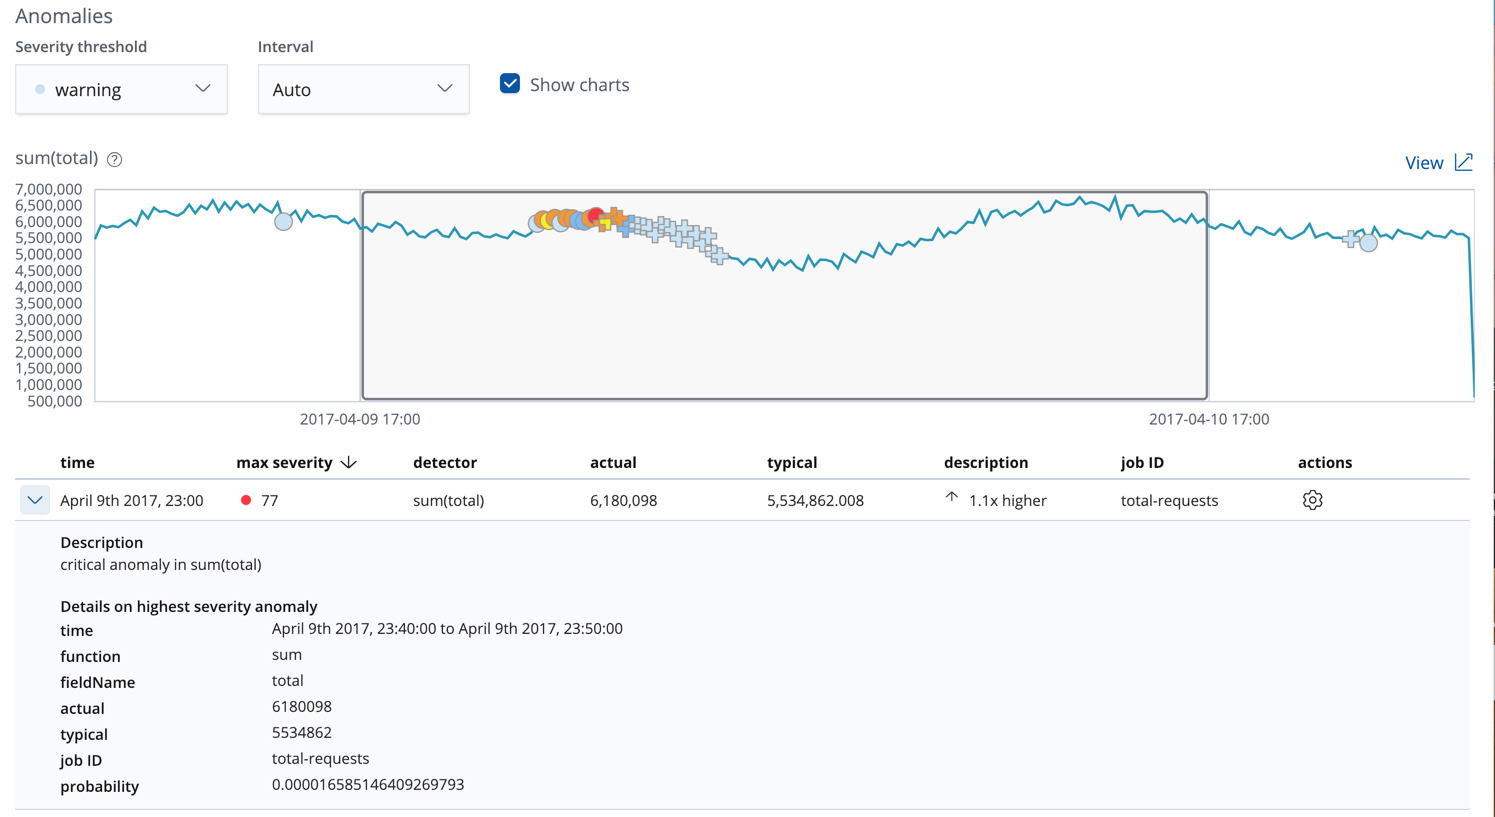 Anomalies
Severity threshold Interval
warning Auto Show charts
sum(total) View
7,000,000
6,500,000
6,000,000
5,500,000
5,000,000
4,500,000
4,000,000
3,500,000
3,000,000
2,500,000
2,000,000
1,500,000
1,000,000
500,000
2017-04-09 17:00 2017-04-10 17:00
time max severity detector actual typical description job ID actions
April 9th 2017, 23:00 77 sum(total) 6,180,098 5,534,862.008 1.1x higher total-requests
Description
critical anomaly in sum(total)
Details on highest severity anomaly
time April 9th 2017, 23:40:00 to April 9th 2017, 23:50:00
function sum
fieldName total
actual 6180098
typical 5534862
job ID total-requests
probability 0.000016585146409269793